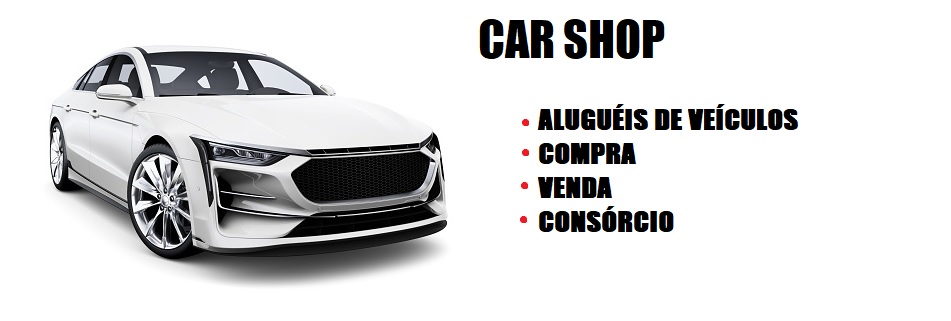 CAR SHOP
• ALUGUÉIS DE VEÍCULOS
• COMPRA
• VENDA
• CONSÓRCIO